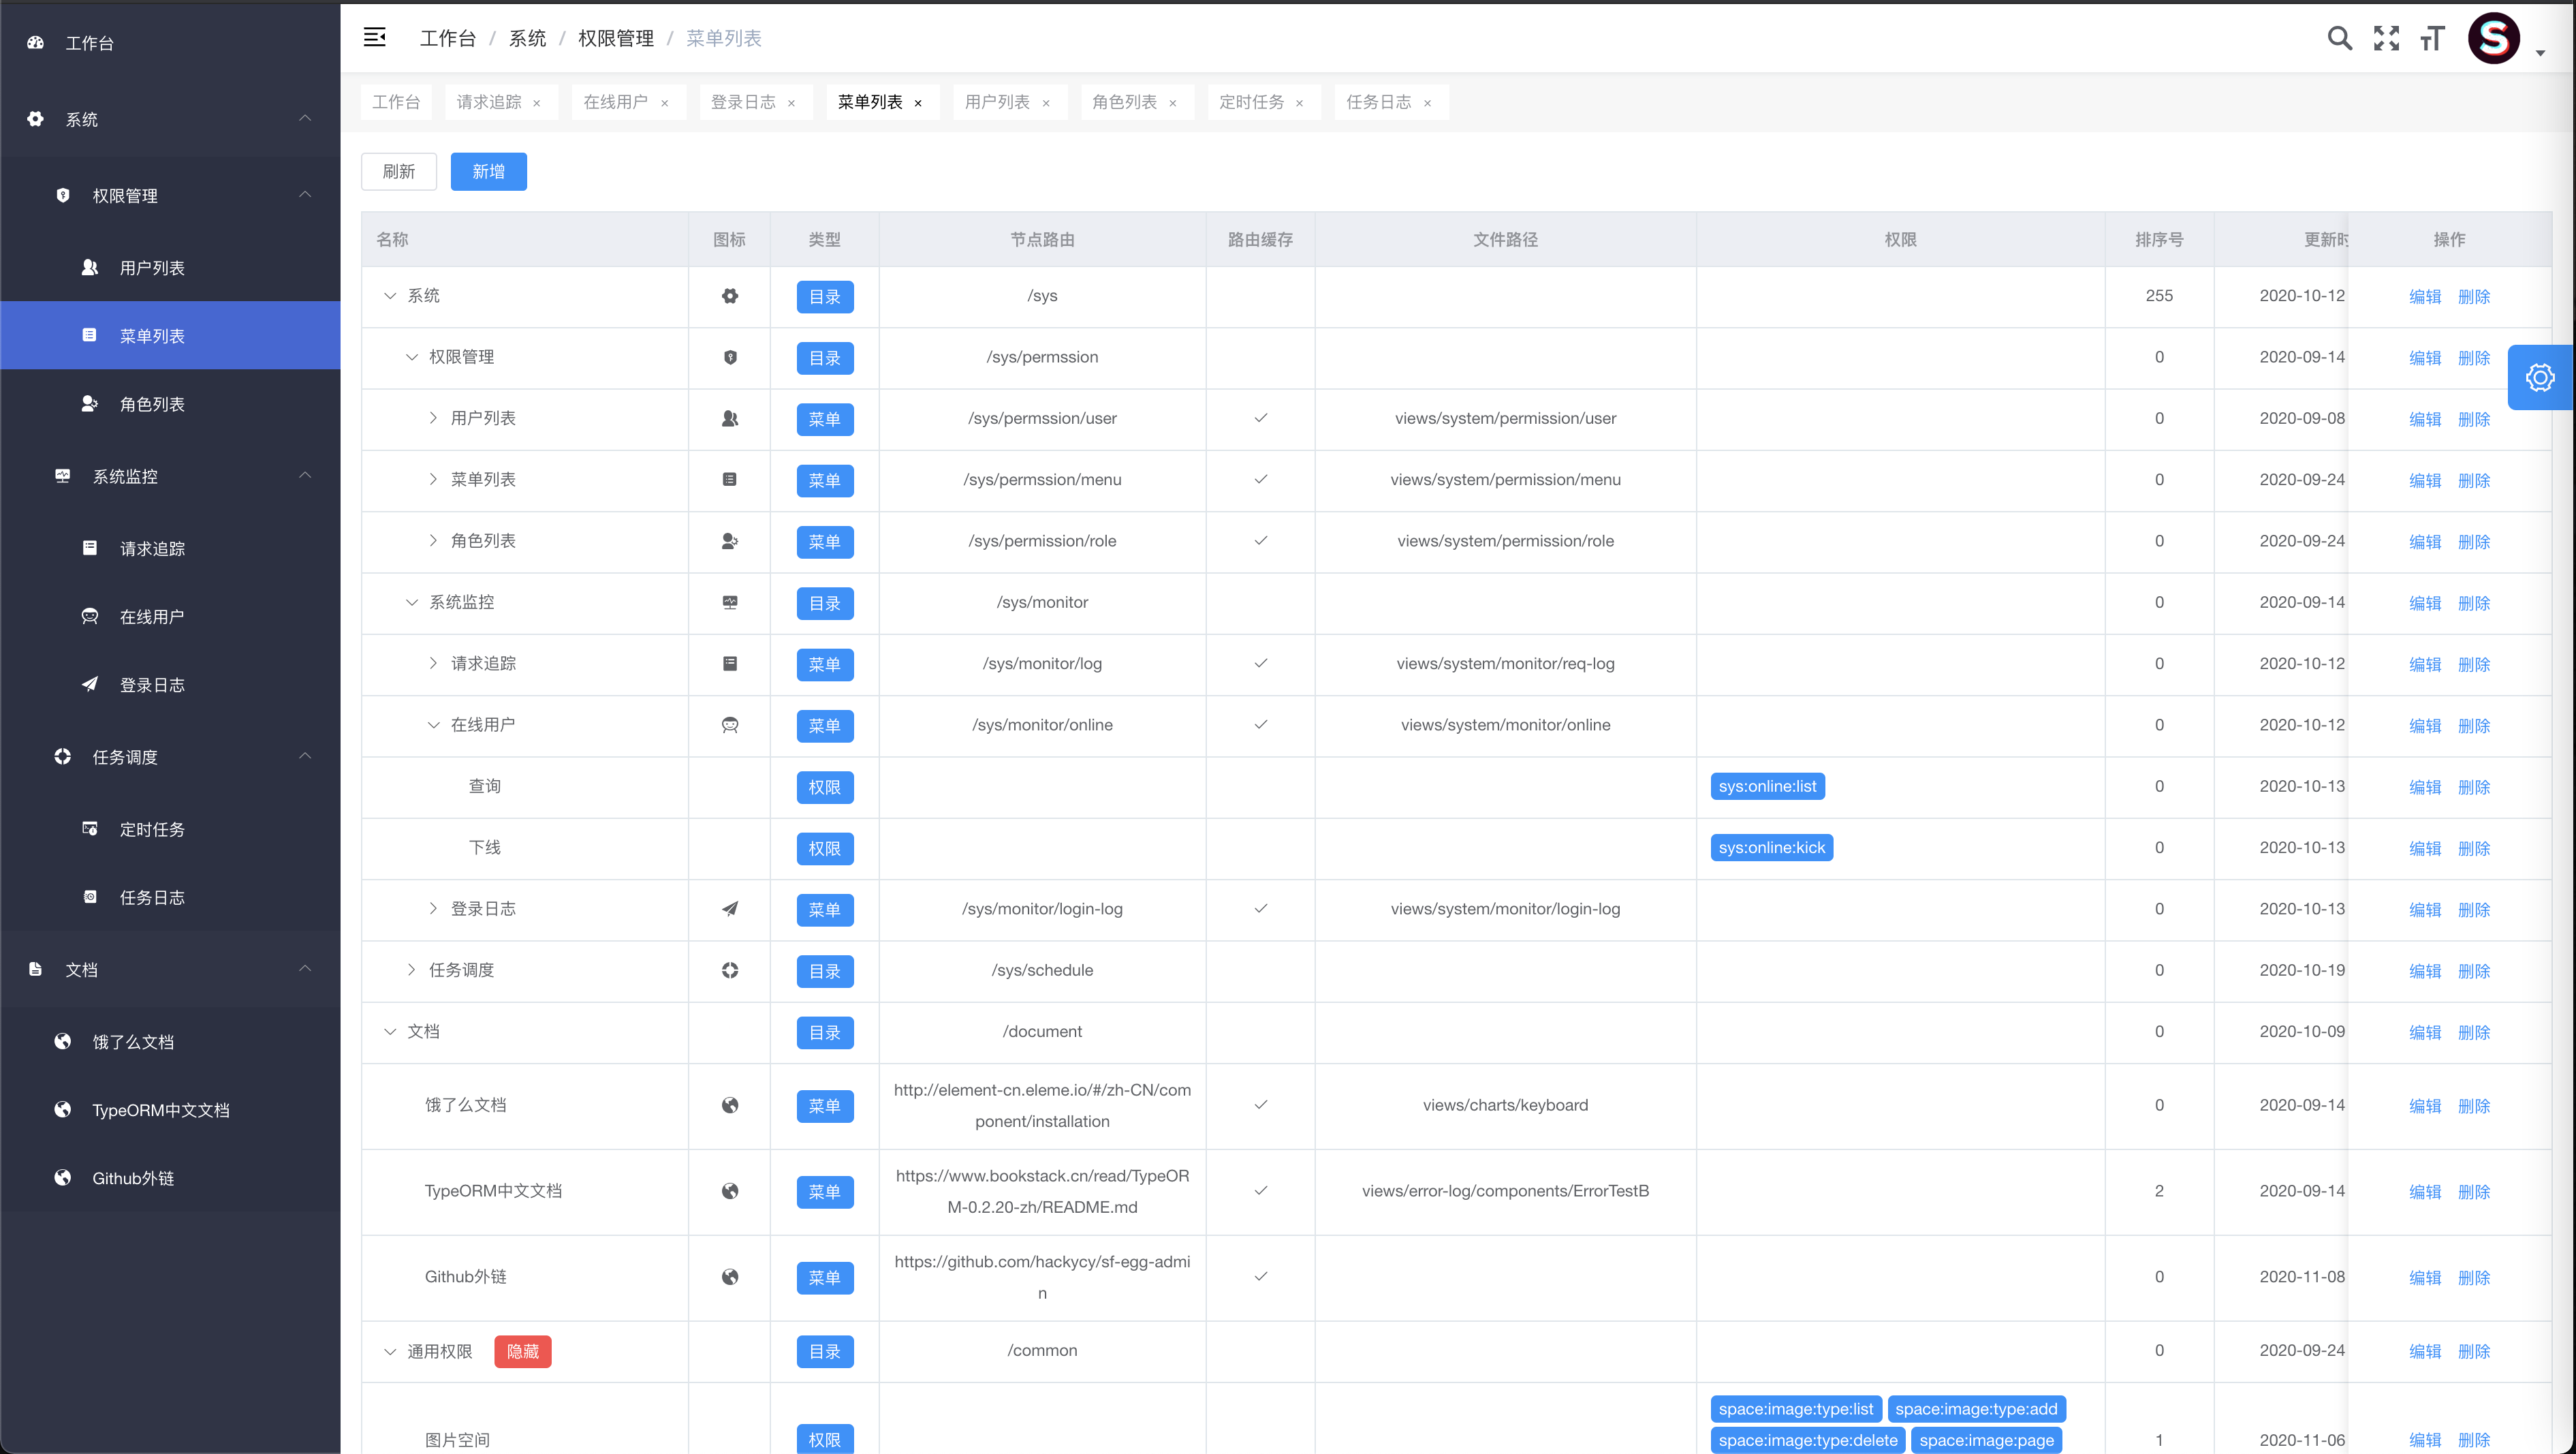 工作台
系统
权限管理
用户列表
菜单列表
角色列表
系统监控
请求追踪
在线用户
登录日志
任务调度
定时任务
任务日志
文档
饿了么文档
TypeORM中文文档
Github外链
工作台 / 系统 / 权限管理 / 菜单列表
工作台 请求追踪 × 在线用户 × 登录日志 × 菜单列表 × 用户列表 × 角色列表 × 定时任务 × 任务日志 ×
刷新 新增
名称 图标 类型 节点路由 路由缓存 文件路径 权限 排序号 更新时 操作
系统 目录 /sys 255 2020-10-12 编辑 删除
权限管理 目录 /sys/permssion 0 2020-09-14 编辑 删除
用户列表 菜单 /sys/permssion/user views/system/permission/user 0 2020-09-08 编辑 删除
菜单列表 菜单 /sys/permssion/menu views/system/permission/menu 0 2020-09-24 编辑 删除
角色列表 菜单 /sys/permission/role views/system/permission/role 0 2020-09-24 编辑 删除
系统监控 目录 /sys/monitor 0 2020-09-14 编辑 删除
请求追踪 菜单 /sys/monitor/log views/system/monitor/req-log 0 2020-10-12 编辑 删除
在线用户 菜单 /sys/monitor/online views/system/monitor/online 0 2020-10-12 编辑 删除
查询 权限 sys:online:list 0 2020-10-13 编辑 删除
下线 权限 sys:online:kick 0 2020-10-13 编辑 删除
登录日志 菜单 /sys/monitor/login-log views/system/monitor/login-log 0 2020-10-13 编辑 删除
任务调度 目录 /sys/schedule 0 2020-10-19 编辑 删除
文档 目录 /document 0 2020-10-09 编辑 删除
饿了么文档 菜单 http://element-cn.eleme.io/#/zh-CN/com
ponent/installation views/charts/keyboard 0 2020-09-14 编辑 删除
TypeORM中文文档 菜单 https://www.bookstack.cn/read/TypeOR
M-0.2.20-zh/README.md views/error-log/components/ErrorTestB 2 2020-09-14 编辑 删除
Github外链 菜单 https://github.com/hackycy/sf-egg-admi
n 0 2020-11-08 编辑 删除
通用权限 隐藏 目录 /common 0 2020-09-24 编辑 删除
图片空间 权限 space:image:type:list space:image:type:add
space:image:type:delete space:image:page 1 2020-11-06 编辑 删除